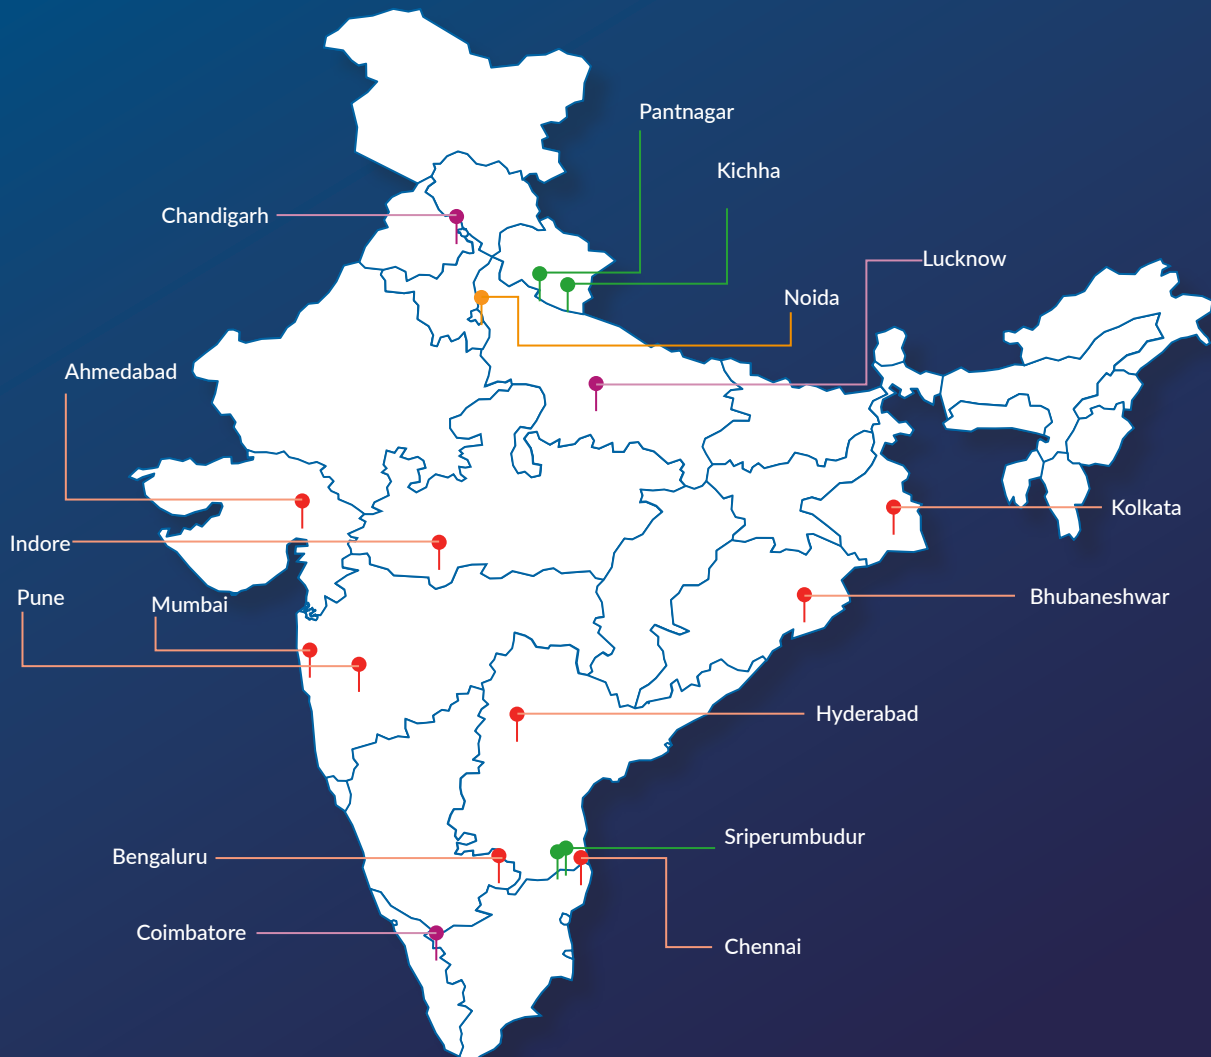 Pantnagar
Kichha
Chandigarh
Lucknow
Noida
Ahmedabad
Kolkata
Indore
Pune
Mumbai
Bhubaneshwar
Hyderabad
Sriperumbudur
Bengaluru
Coimbatore
Chennai